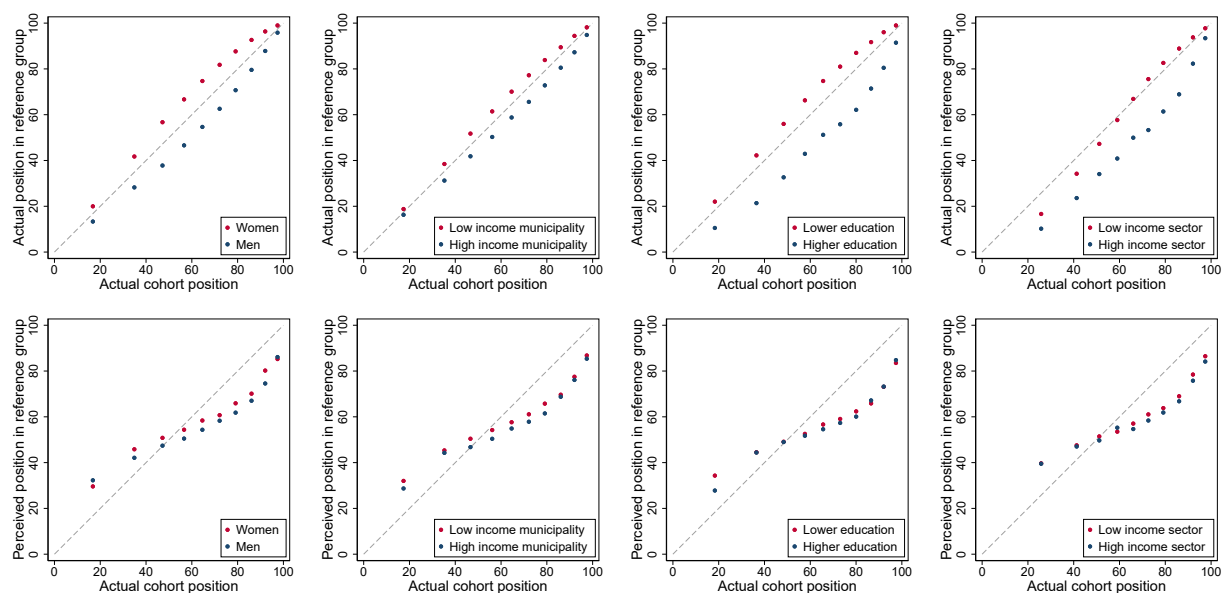 Actual position in reference group
0 20 40 60 80 100
Women
Men
0 20 40 60 80 100
Actual cohort position
Actual position in reference group
0 20 40 60 80 100
Low income municipality
High income municipality
0 20 40 60 80 100
Actual cohort position
Actual position in reference group
0 20 40 60 80 100
Lower education
Higher education
0 20 40 60 80 100
Actual cohort position
Actual position in reference group
0 20 40 60 80 100
Low income sector
High income sector
0 20 40 60 80 100
Actual cohort position
Perceived position in reference group
0 20 40 60 80 100
Women
Men
0 20 40 60 80 100
Actual cohort position
Perceived position in reference group
0 20 40 60 80 100
Low income municipality
High income municipality
0 20 40 60 80 100
Actual cohort position
Perceived position in reference group
0 20 40 60 80 100
Lower education
Higher education
0 20 40 60 80 100
Actual cohort position
Perceived position in reference group
0 20 40 60 80 100
Low income sector
High income sector
0 20 40 60 80 100
Actual cohort position